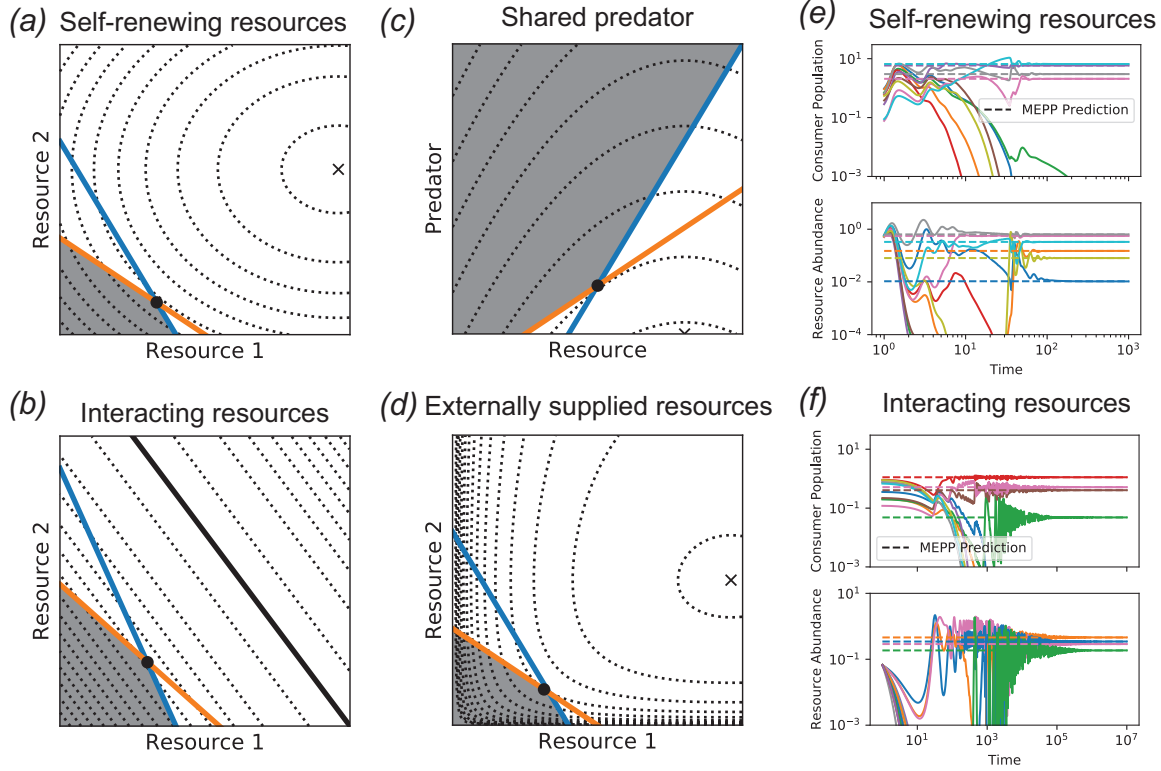 (a) Self-renewing resources
Resource 2
Resource 1
(b) Interacting resources
Resource 2
Resource 1
(c) Shared predator
Predator
Resource
(d) Externally supplied resources
Resource 2
Resource 1
(e) Self-renewing resources
Consumer Population
10^1
10^-1
10^-3
MEPP Prediction
Resource Abundance
10^0
10^-2
10^-4
10^0 10^1 10^2 10^3
Time
(f) Interacting resources
Consumer Population
10^1
10^-1
10^-3
MEPP Prediction
Resource Abundance
10^1
10^-1
10^-3
10^1 10^3 10^5 10^7
Time